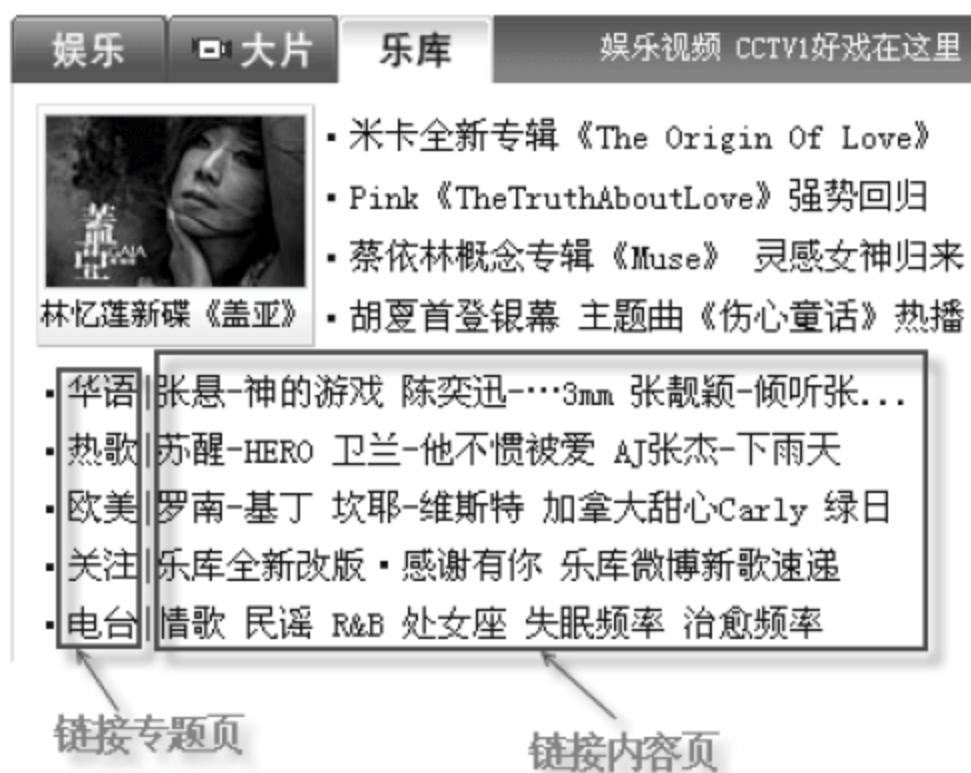 娱乐 大片 乐库 娱乐视频 CCTV1好戏在这里
▪ 米卡全新专辑《The Origin Of Love》
▪ Pink《TheTruthAboutLove》强势回归
▪ 蔡依林概念专辑《Muse》 灵感女神归来
盖亚 GAIA
林忆莲新碟《盖亚》
▪ 胡夏首登银幕 主题曲《伤心童话》热播
▪ 华语|张悬-神的游戏 陈奕迅-…3mm 张靓颖-倾听张...
▪ 热歌|苏醒-HERO 卫兰-他不惯被爱 AJ张杰-下雨天
▪ 欧美|罗南-基丁 坎耶-维斯特 加拿大甜心Carly 绿日
▪ 关注|乐库全新改版▪感谢有你 乐库微博新歌速递
▪ 电台|情歌 民谣 R&B 处女座 失眠频率 治愈频率
链接专题页
链接内容页